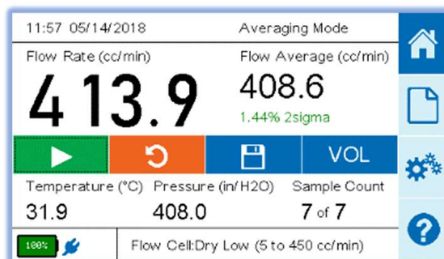 11:57 05/14/2018 Averaging Mode
Flow Rate (cc/min) Flow Average (cc/min)
413.9 408.6
1.44% 2sigma
VOL
Temperature (°C) Pressure (in/H2O) Sample Count
31.9 408.0 7 of 7
100% Flow Cell:Dry Low (5 to 450 cc/min)
?